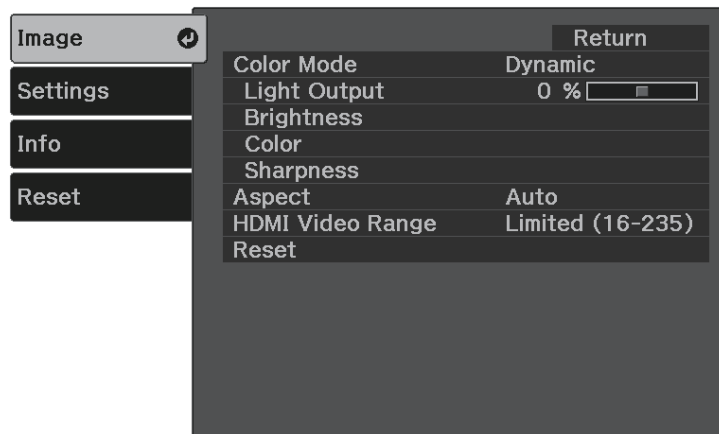 Image
Settings
Info
Reset
Return
Color Mode Dynamic
Light Output 0 %
Brightness
Color
Sharpness
Aspect Auto
HDMI Video Range Limited (16-235)
Reset